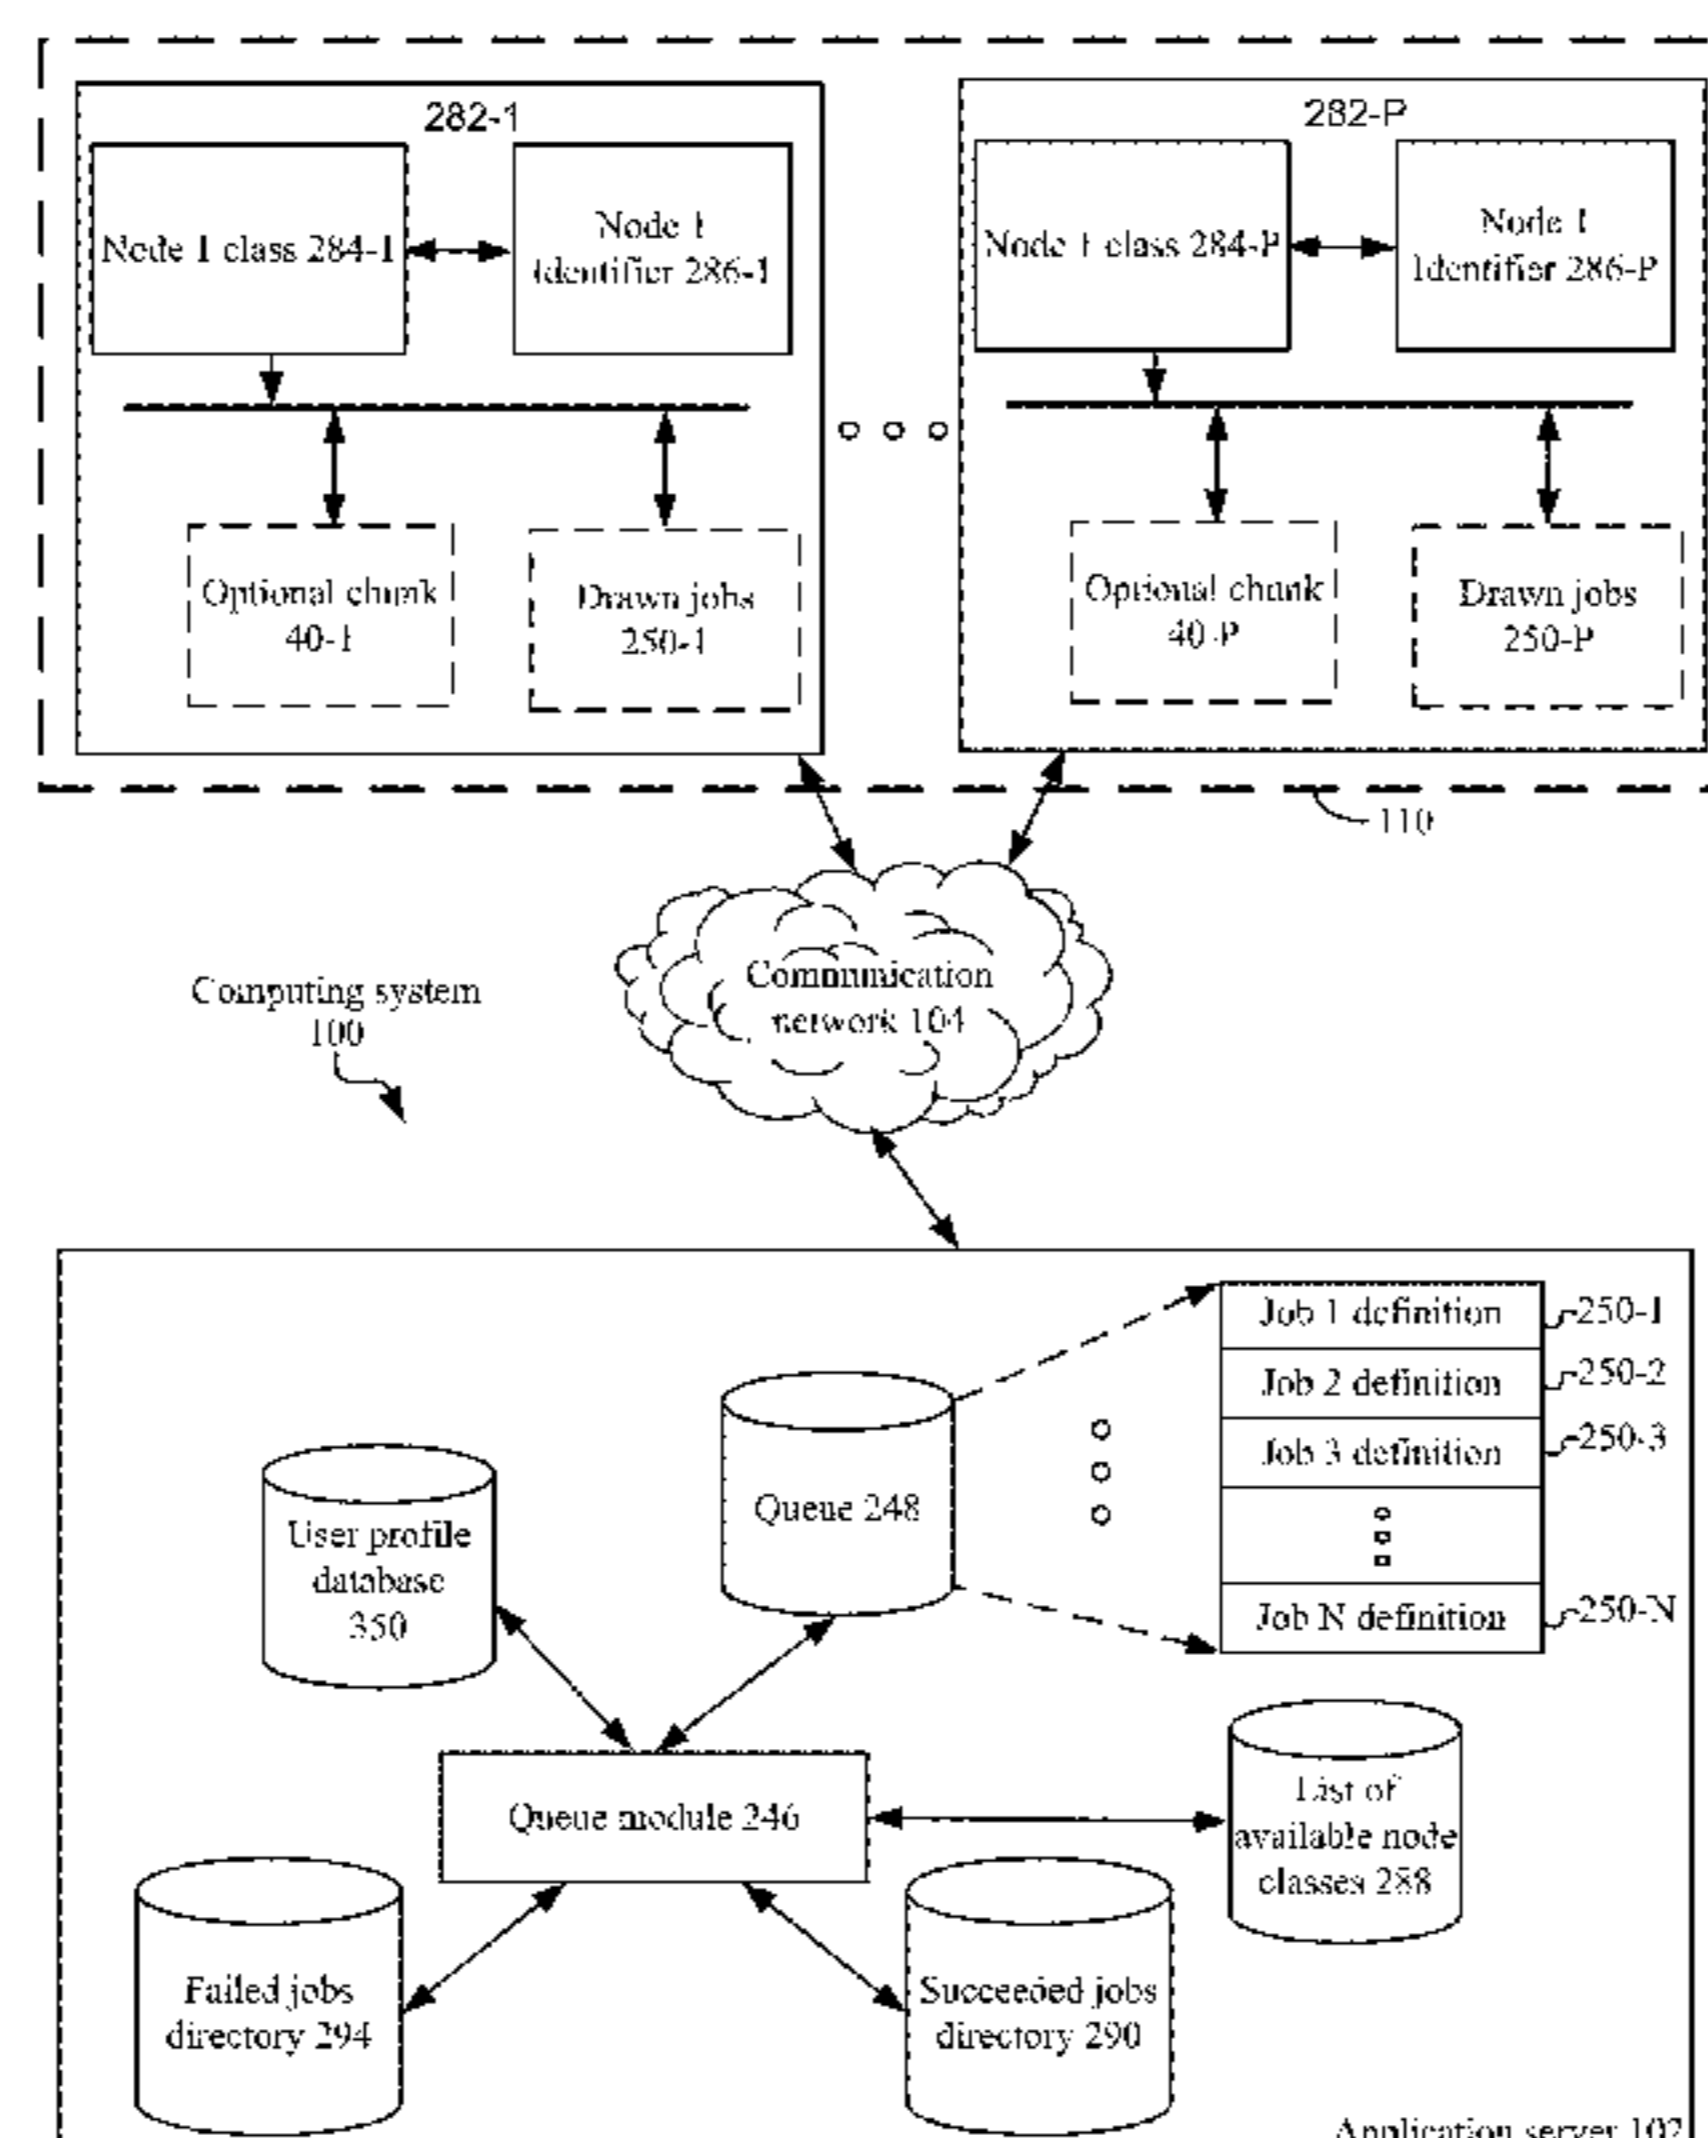 282-1
Node 1 class 284-1
Node 1
Identifier 286-1
Optional chunk
40-1
Drawn jobs
250-1
282-P
Node 1 class 284-P
Node 1
Identifier 286-P
Optional chunk
40-P
Drawn jobs
250-P
110
Communication
network 104
Computing system
100
Job 1 definition
250-1
Job 2 definition
250-2
Job 3 definition
250-3
Job N definition
250-N
Queue 248
User profile
database
350
Queue module 246
List of
available node
classes 288
Failed jobs
directory 294
Succeeded jobs
directory 290
Application server 102